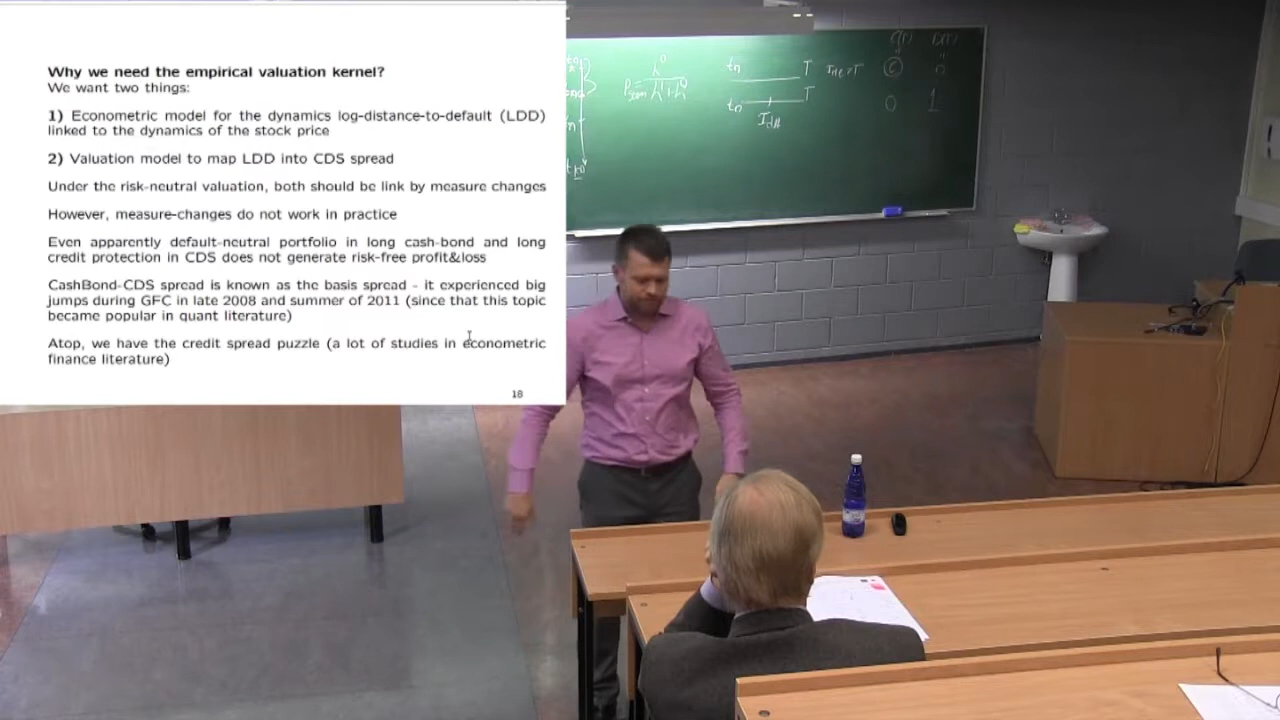 Why we need the empirical valuation kernel?
We want two things:
1) Econometric model for the dynamics log-distance-to-default (LDD)
linked to the dynamics of the stock price
2) Valuation model to map LDD into CDS spread
Under the risk-neutral valuation, both should be link by measure changes
However, measure-changes do not work in practice
Even apparently default-neutral portfolio in long cash-bond and long
credit protection in CDS does not generate risk-free profit&loss
CashBond-CDS spread is known as the basis spread - it experienced big
jumps during GFC in late 2008 and summer of 2011 (since that this topic
became popular in quant literature)
Atop, we have the credit spread puzzle (a lot of studies in econometric
finance literature)
18
tn T
tn T
0 1